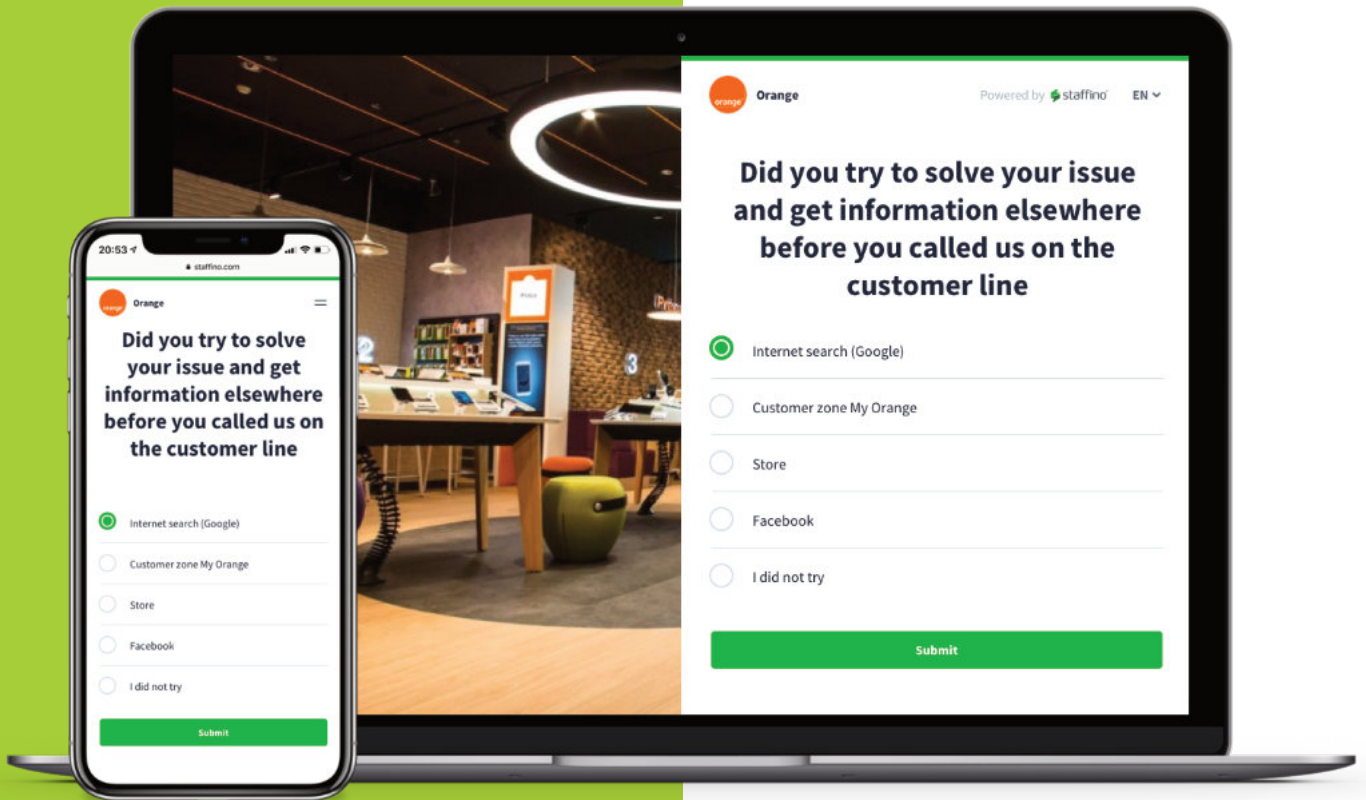 20:53
staffino.com
orange
Orange
Did you try to solve
your issue and get
information elsewhere
before you called us on
the customer line
Internet search (Google)
Customer zone My Orange
Store
Facebook
I did not try
Submit
2
3
orange
Orange
Powered by staffino
EN
Did you try to solve your issue
and get information elsewhere
before you called us on the
customer line
Internet search (Google)
Customer zone My Orange
Store
Facebook
I did not try
Submit